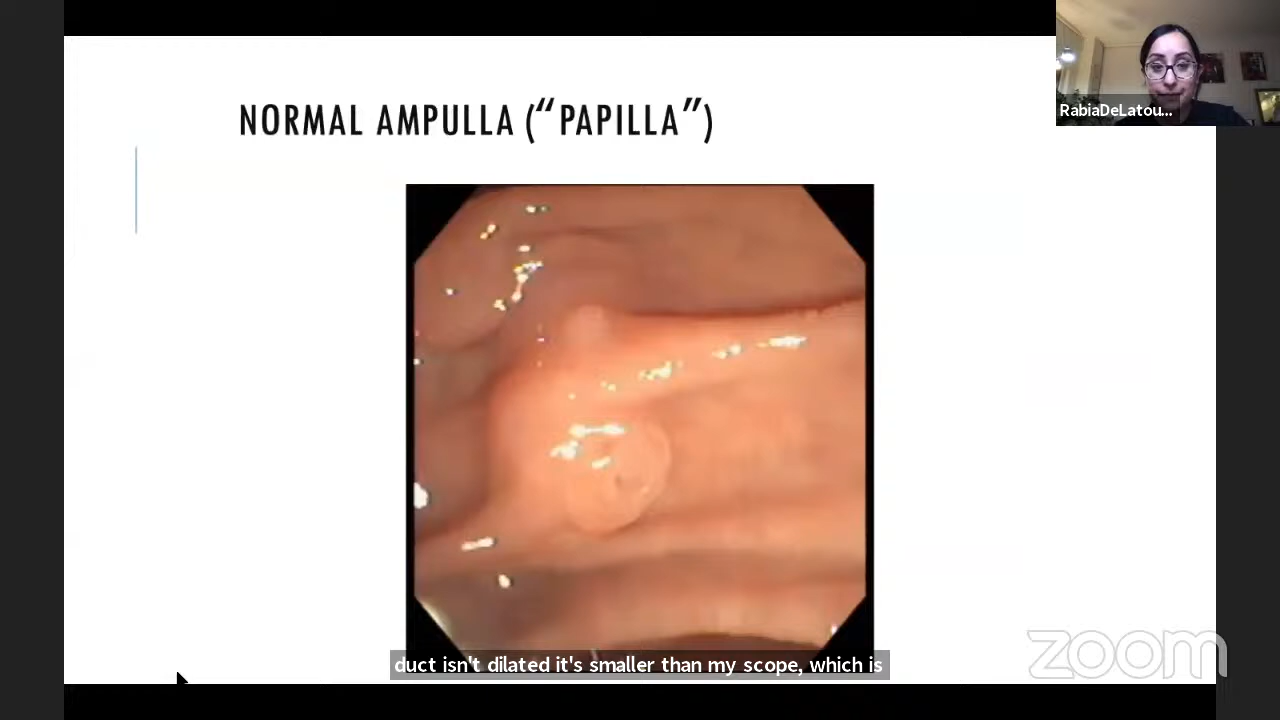 NORMAL AMPULLA (“PAPILLA”)
RabiaDeLatou...
duct isn't dilated it's smaller than my scope, which is
zoom